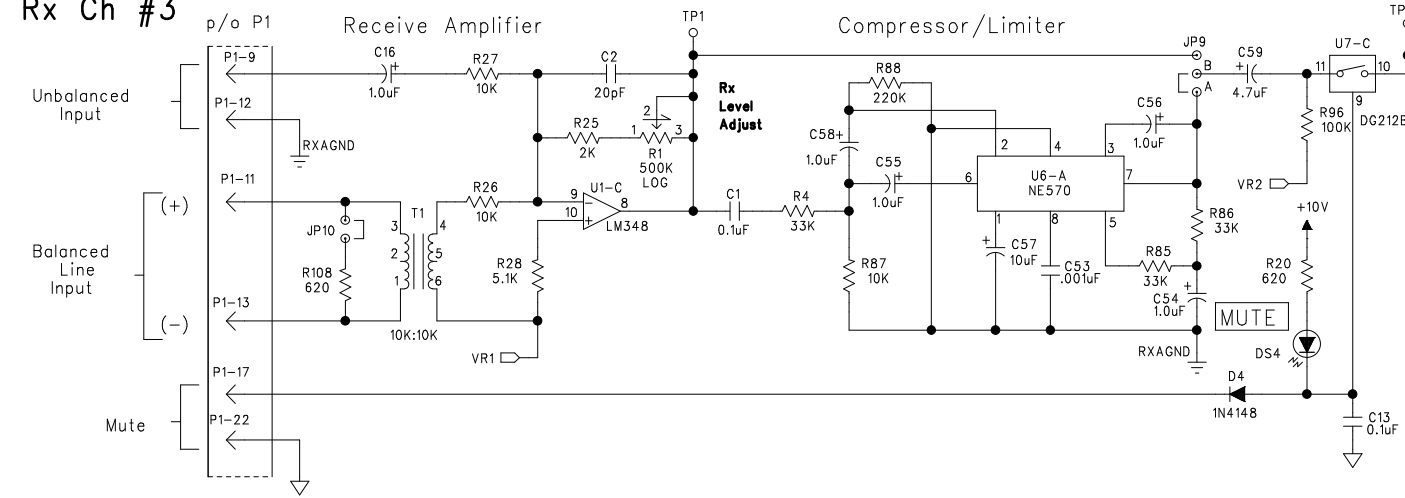 Rx Ch #3
p/o P1
Receive Amplifier
Compressor/Limiter
TP1
TP
P1-9
C16
+
1.0uF
R27
10K
C2
20pF
JP9
B
A
C59
+
4.7uF
U7-C
11
10
9
DG212B
Unbalanced
Input
P1-12
RXAGND
R25
2K
2
1
3
R1
500K
LOG
Rx
Level
Adjust
R88
220K
C58+
1.0uF
C55
+
1.0uF
C56
+
1.0uF
R96
100K
VR2
2
4
3
6
7
U6-A
NE570
1
8
5
P1-11
(+)
JP10
T1
3
2
1
4
5
6
10K:10K
R26
10K
U1-C
9
-
10
+
8
LM348
C1
0.1uF
R4
33K
R86
33K
+10V
Balanced
Line
Input
R108
620
R28
5.1K
R87
10K
+
C57
10uF
C53
.001uF
R85
33K
+
C54
1.0uF
R20
620
P1-13
(-)
VR1
MUTE
RXAGND
DS4
P1-17
D4
1N4148
Mute
P1-22
C13
0.1uF